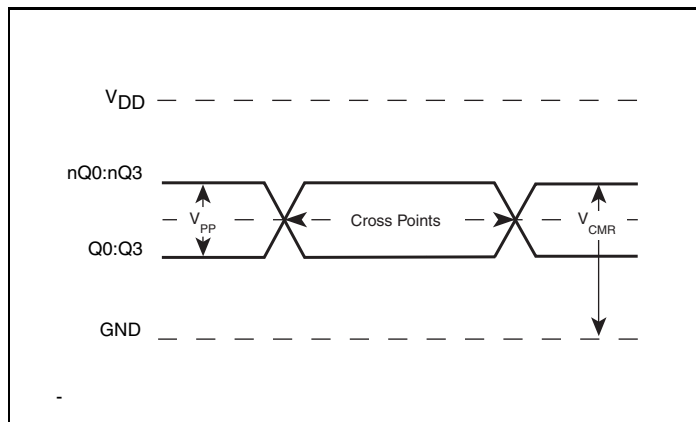 VDD
nQ0:nQ3
VPP
Cross Points
VCMR
Q0:Q3
GND
-